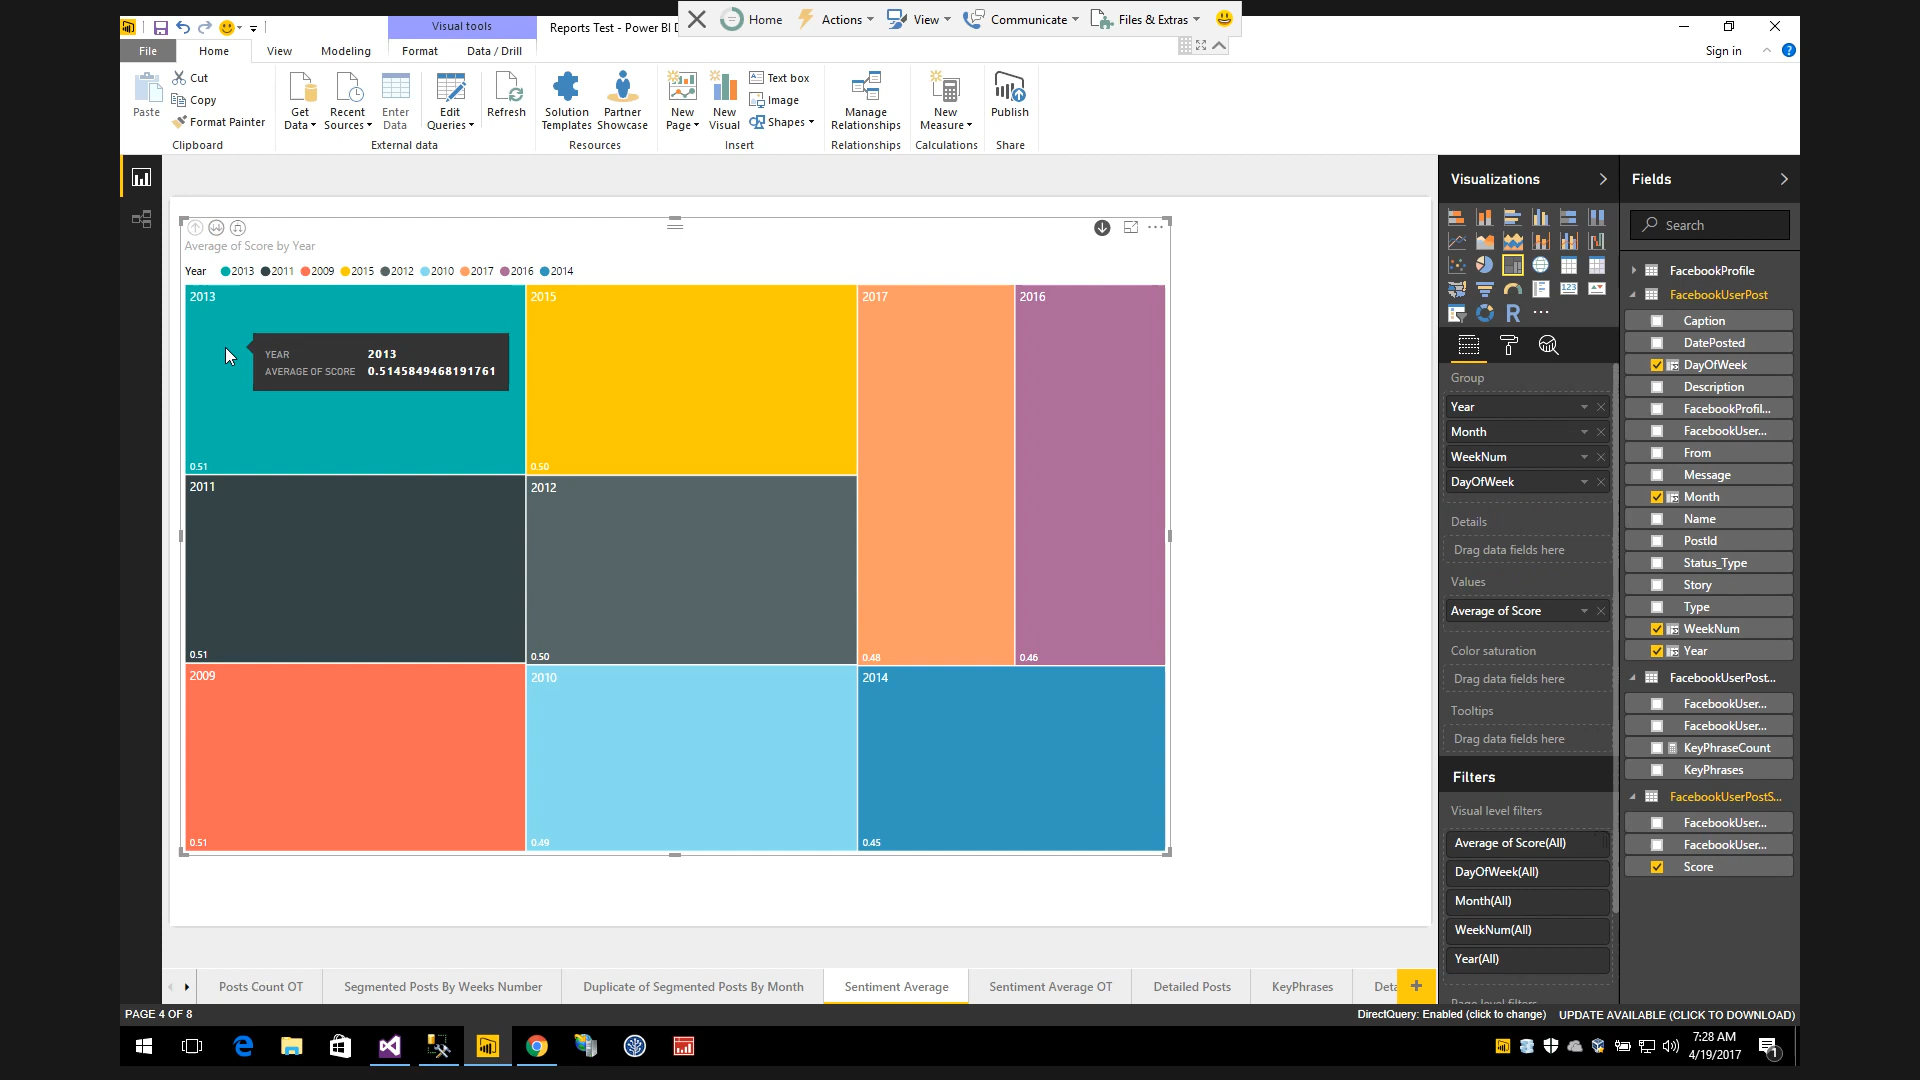 Visual tools
Reports Test - Power BI D
Home
Actions
View
Communicate
Files & Extras
File
Home
View
Modeling
Format
Data / Drill
Sign in
Paste
Cut
Copy
Format Painter
Clipboard
Get Data
Recent Sources
Enter Data
Edit Queries
External data
Refresh
Solution Templates
Partner Showcase
Resources
New Page
New Visual
Text box
Image
Shapes
Insert
Manage Relationships
Relationships
New Measure
Calculations
Publish
Share
Average of Score by Year
Year 2013 2011 2009 2015 2012 2010 2017 2016 2014
2013
YEAR 2013
AVERAGE OF SCORE 0.5145849468191761
0.51
2015
0.50
2017
0.48
2016
0.46
2011
0.51
2012
0.50
2009
0.51
2010
0.49
2014
0.45
Visualizations
R
123
Group
Year
Month
WeekNum
DayOfWeek
Details
Drag data fields here
Values
Average of Score
Color saturation
Drag data fields here
Tooltips
Drag data fields here
Filters
Visual level filters
Average of Score(All)
DayOfWeek(All)
Month(All)
WeekNum(All)
Year(All)
Page level filters
Fields
Search
FacebookProfile
FacebookUserPost
Caption
DatePosted
DayOfWeek
Description
FacebookProfil...
FacebookUser...
From
Message
Month
Name
PostId
Status_Type
Story
Type
WeekNum
Year
FacebookUserPost...
FacebookUser...
FacebookUser...
KeyPhraseCount
KeyPhrases
FacebookUserPostS...
FacebookUser...
FacebookUser...
Score
Posts Count OT
Segmented Posts By Weeks Number
Duplicate of Segmented Posts By Month
Sentiment Average
Sentiment Average OT
Detailed Posts
KeyPhrases
Deta
PAGE 4 OF 8
DirectQuery: Enabled (click to change)
UPDATE AVAILABLE (CLICK TO DOWNLOAD)
7:28 AM
4/19/2017
1